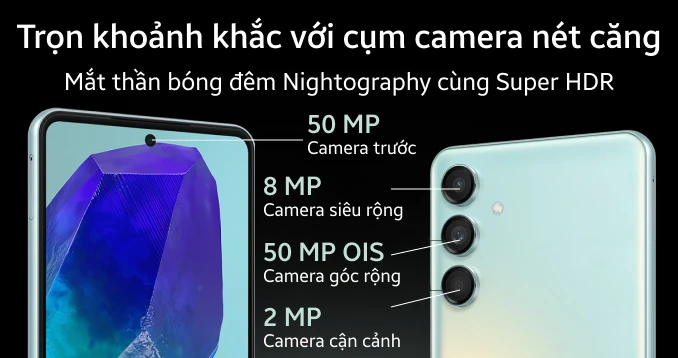 Trọn khoảnh khắc với cụm camera nét căng
Mắt thần bóng đêm Nightography cùng Super HDR
50 MP
Camera trước
8 MP
Camera siêu rộng
50 MP OIS
Camera góc rộng
2 MP
Camera cận cảnh